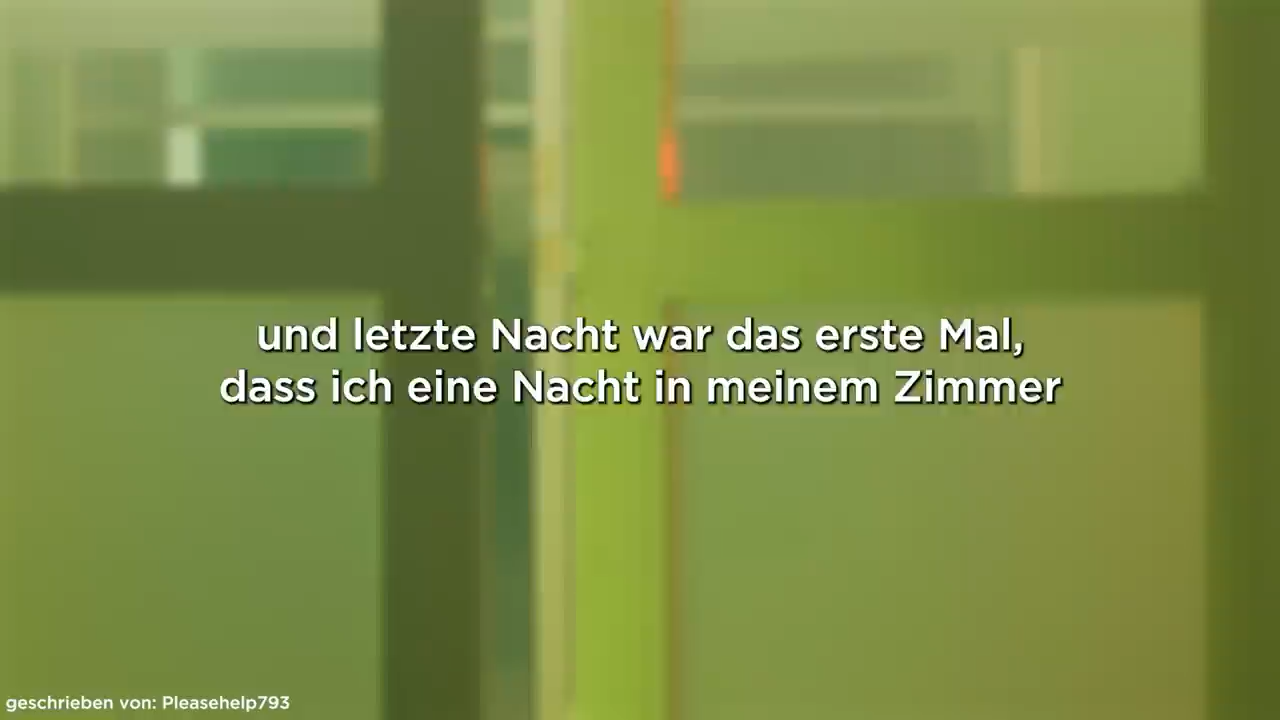 und letzte Nacht war das erste Mal,
dass ich eine Nacht in meinem Zimmer
geschrieben von: Pleasehelp793